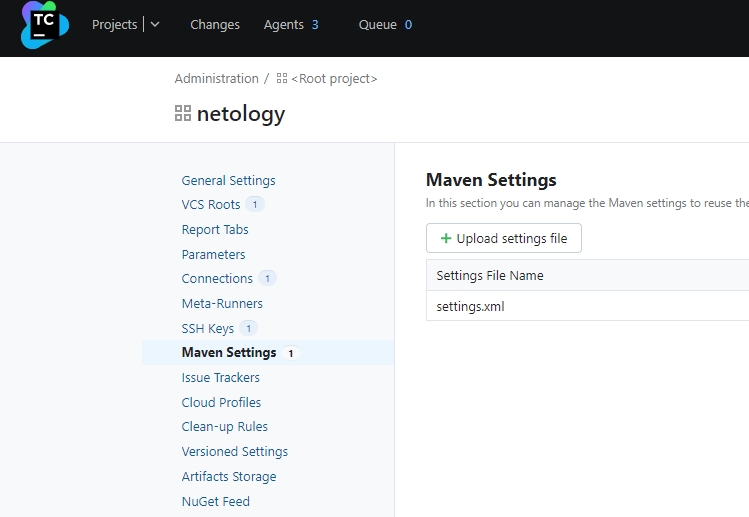 TC
Projects Changes Agents 3 Queue 0
Administration / <Root project>
netology
General Settings
VCS Roots 1
Report Tabs
Parameters
Connections 1
Meta-Runners
SSH Keys 1
Maven Settings 1
Issue Trackers
Cloud Profiles
Clean-up Rules
Versioned Settings
Artifacts Storage
NuGet Feed
Maven Settings
In this section you can manage the Maven settings to reuse the
+ Upload settings file
Settings File Name
settings.xml